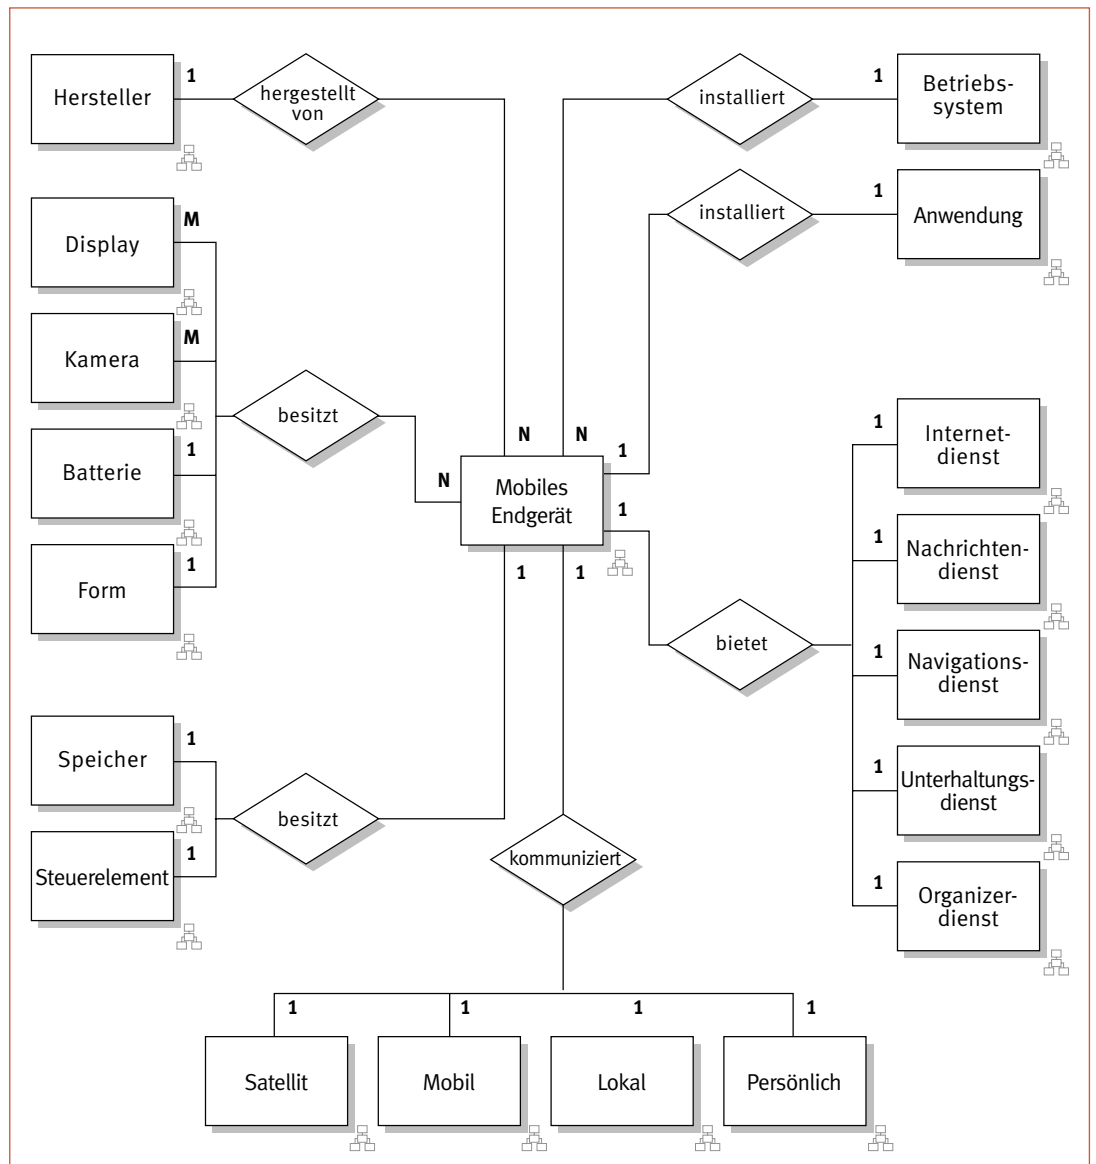 Hersteller
1
hergestellt
von
installiert
1
Betriebs-
system
Display
M
installiert
1
Anwendung
Kamera
M
besitzt
Batterie
1
Form
1
N
N
N
1
1
1
1
Mobiles
Endgerät
bietet
1
Internet-
dienst
1
Nachrichten-
dienst
1
Navigations-
dienst
1
Unterhaltungs-
dienst
1
Organizer-
dienst
Speicher
1
besitzt
Steuerelement
1
kommuniziert
1
1
1
1
Satellit
Mobil
Lokal
Persönlich